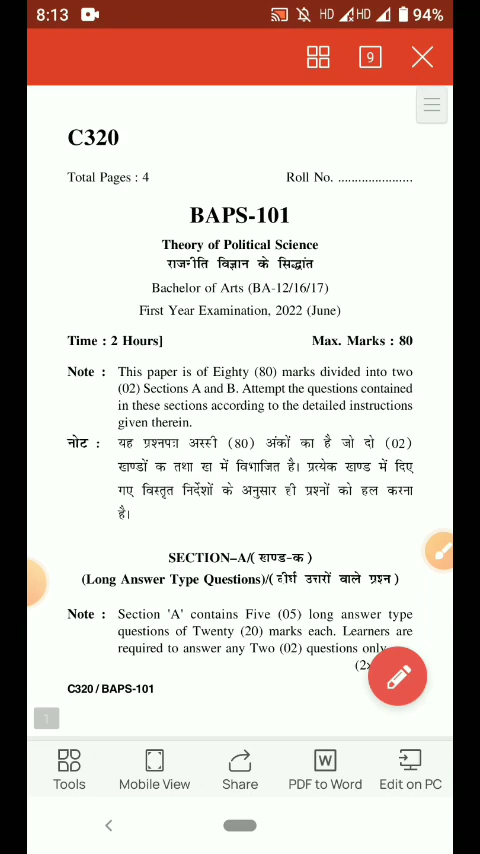 8:13 HD HD 94%
9
C320
Total Pages : 4 Roll No. ......................
BAPS-101
Theory of Political Science
राजनीति विज्ञान के सिद्धांत
Bachelor of Arts (BA-12/16/17)
First Year Examination, 2022 (June)
Time : 2 Hours] Max. Marks : 80
Note : This paper is of Eighty (80) marks divided into two
(02) Sections A and B. Attempt the questions contained
in these sections according to the detailed instructions
given therein.
नोट : यह प्रश्नपत्र अस्सी (80) अंकों का है जो दो (02)
खण्डों क तथा ख में विभाजित है। प्रत्येक खण्ड में दिए
गए विस्तृत निर्देशों के अनुसार ही प्रश्नों को हल करना
है।
SECTION–A/( खण्ड-क )
(Long Answer Type Questions)/( दीर्घ उत्तरों वाले प्रश्न )
Note : Section 'A' contains Five (05) long answer type
questions of Twenty (20) marks each. Learners are
required to answer any Two (02) questions only.
(2x
C320 / BAPS-101
1
Tools Mobile View Share PDF to Word Edit on PC